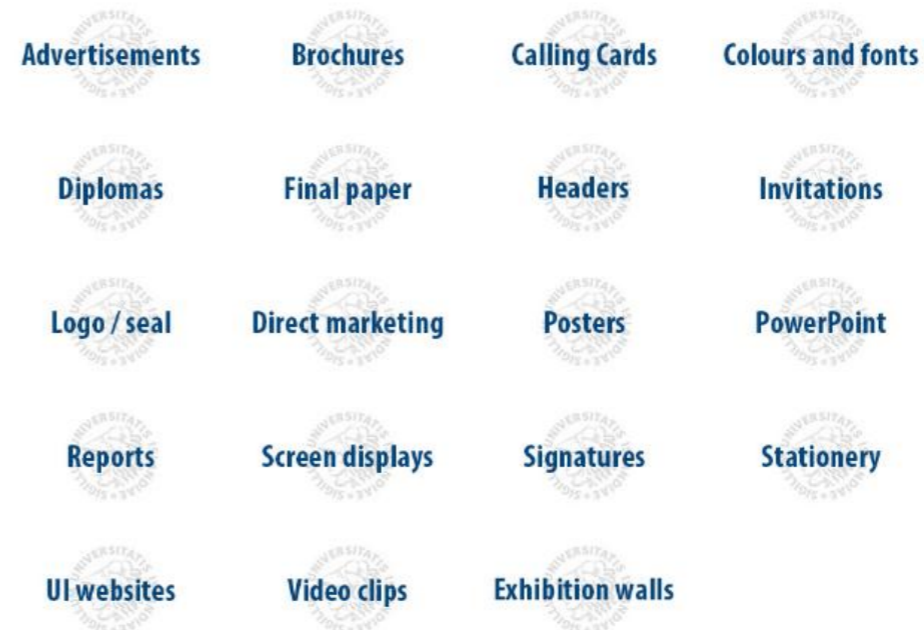 Advertisements
Brochures
Calling Cards
Colours and fonts
Diplomas
Final paper
Headers
Invitations
Logo / seal
Direct marketing
Posters
PowerPoint
Reports
Screen displays
Signatures
Stationery
UI websites
Video clips
Exhibition walls